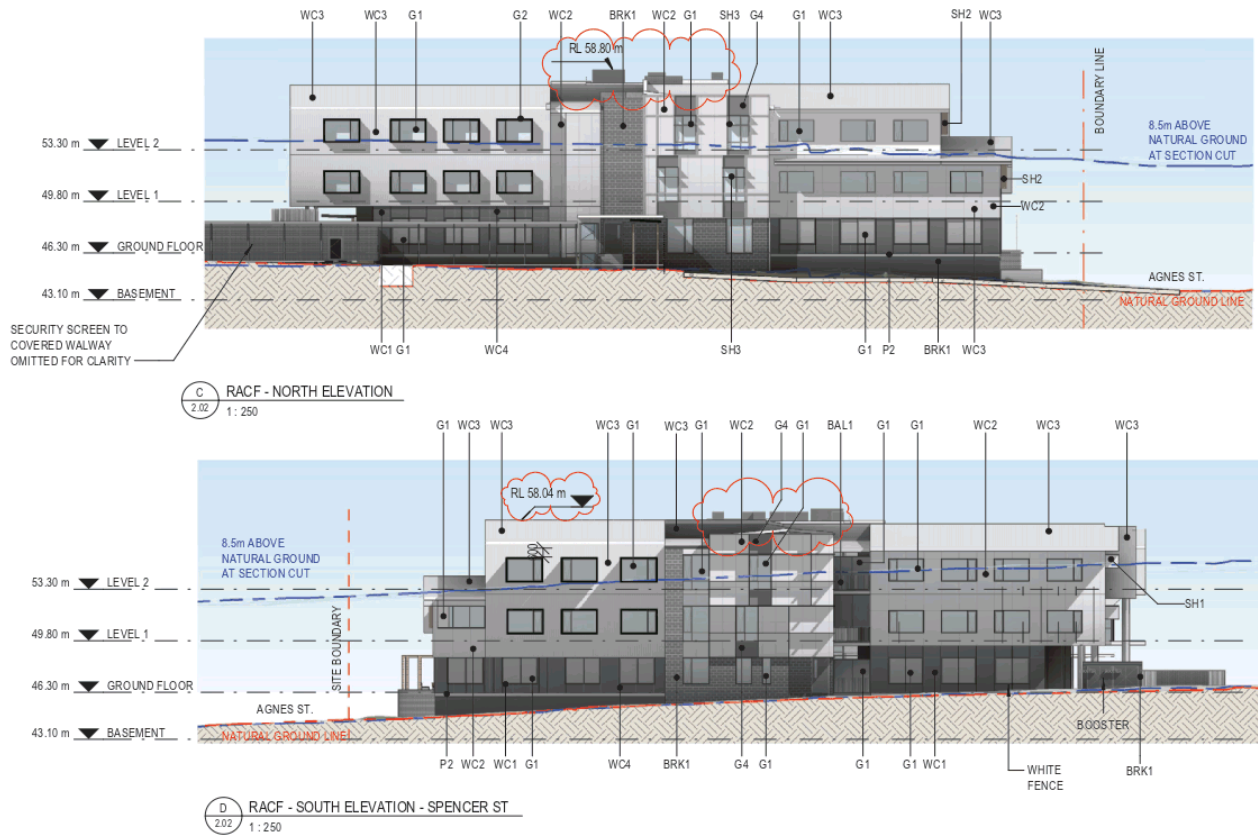 WC3 WC3 G1 G2 WC2 BRK1 WC2 G1 SH3 G4 G1 WC3 SH2 WC3
RL 58.80 m
BOUNDARY LINE
8.5m ABOVE
NATURAL GROUND
AT SECTION CUT
53.30 m LEVEL 2
SH2
49.80 m LEVEL 1
WC2
46.30 m GROUND FLOOR
AGNES ST.
43.10 m BASEMENT
NATURAL GROUND LINE
SECURITY SCREEN TO
COVERED WALWAY
OMITTED FOR CLARITY
WC1 G1 WC4 SH3 G1 P2 BRK1 WC3
C
2.02
RACF - NORTH ELEVATION
1 : 250
G1 WC3 WC3 WC3 G1 WC3 G1 WC2 G4 G1 BAL1 G1 G1 WC2 WC3 WC3
RL 58.04 m
8.5m ABOVE
NATURAL GROUND
AT SECTION CUT
600
53.30 m LEVEL 2
SH1
SITE BOUNDARY
49.80 m LEVEL 1
46.30 m GROUND FLOOR
AGNES ST.
BOOSTER
43.10 m BASEMENT
NATURAL GROUND LINE
P2 WC2 WC1 G1 WC4 BRK1 G4 G1 G1 G1 WC1 WHITE
FENCE
BRK1
D
2.02
RACF - SOUTH ELEVATION - SPENCER ST
1 : 250